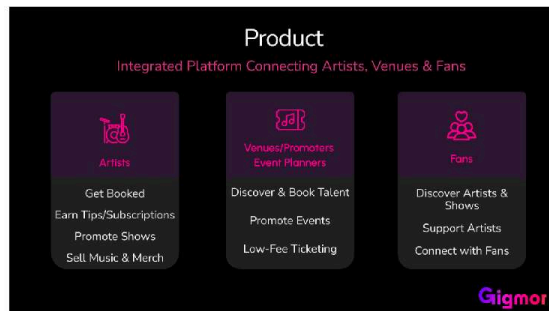 Product
Integrated Platform Connecting Artists, Venues & Fans
Artists
Get Booked
Earn Tips/Subscriptions
Promote Shows
Sell Music & Merch
Venues/Promoters
Event Planners
Discover & Book Talent
Promote Events
Low-Fee Ticketing
Fans
Discover Artists &
Shows
Support Artists
Connect with Fans
Gigmor